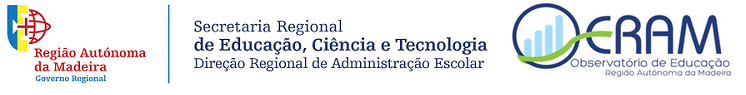 Região Autónoma
da Madeira
Governo Regional
Secretaria Regional
de Educação, Ciência e Tecnologia
Direção Regional de Administração Escolar
OERAM
Observatório de Educação
Região Autónoma da Madeira